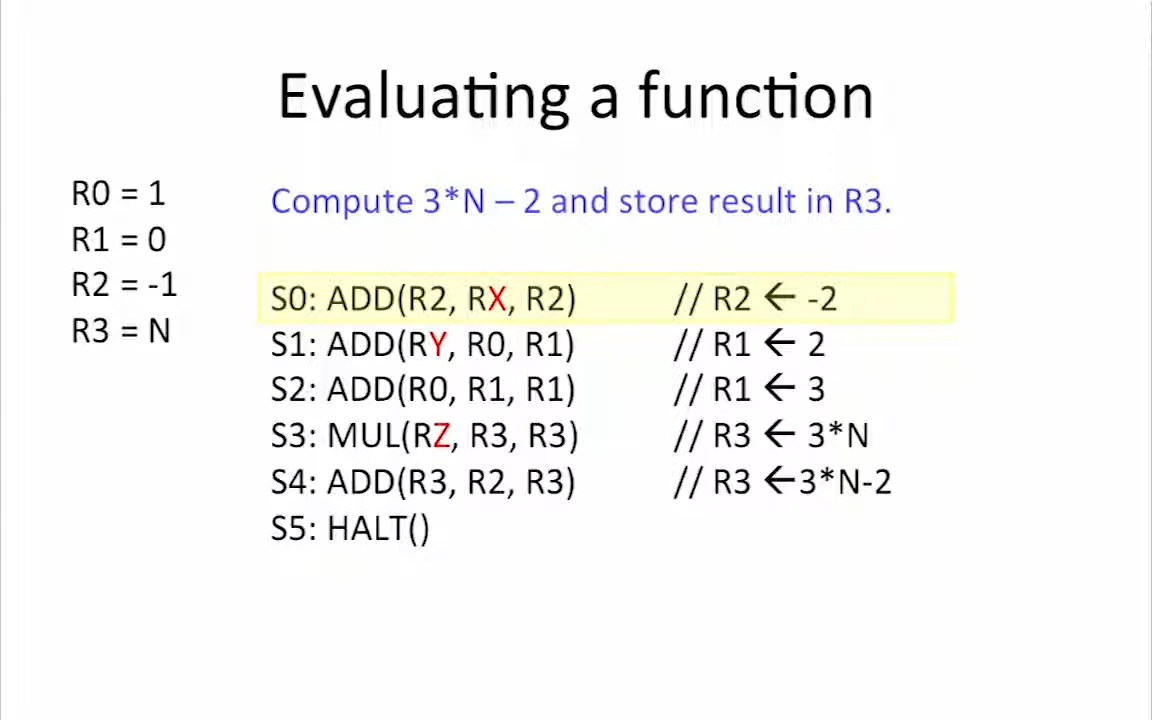 Evaluating a function
R0 = 1
R1 = 0
R2 = -1
R3 = N
Compute 3*N – 2 and store result in R3.
S0: ADD(R2, RX, R2) // R2 ← -2
S1: ADD(RY, R0, R1) // R1 ← 2
S2: ADD(R0, R1, R1) // R1 ← 3
S3: MUL(RZ, R3, R3) // R3 ← 3*N
S4: ADD(R3, R2, R3) // R3 ←3*N-2
S5: HALT()